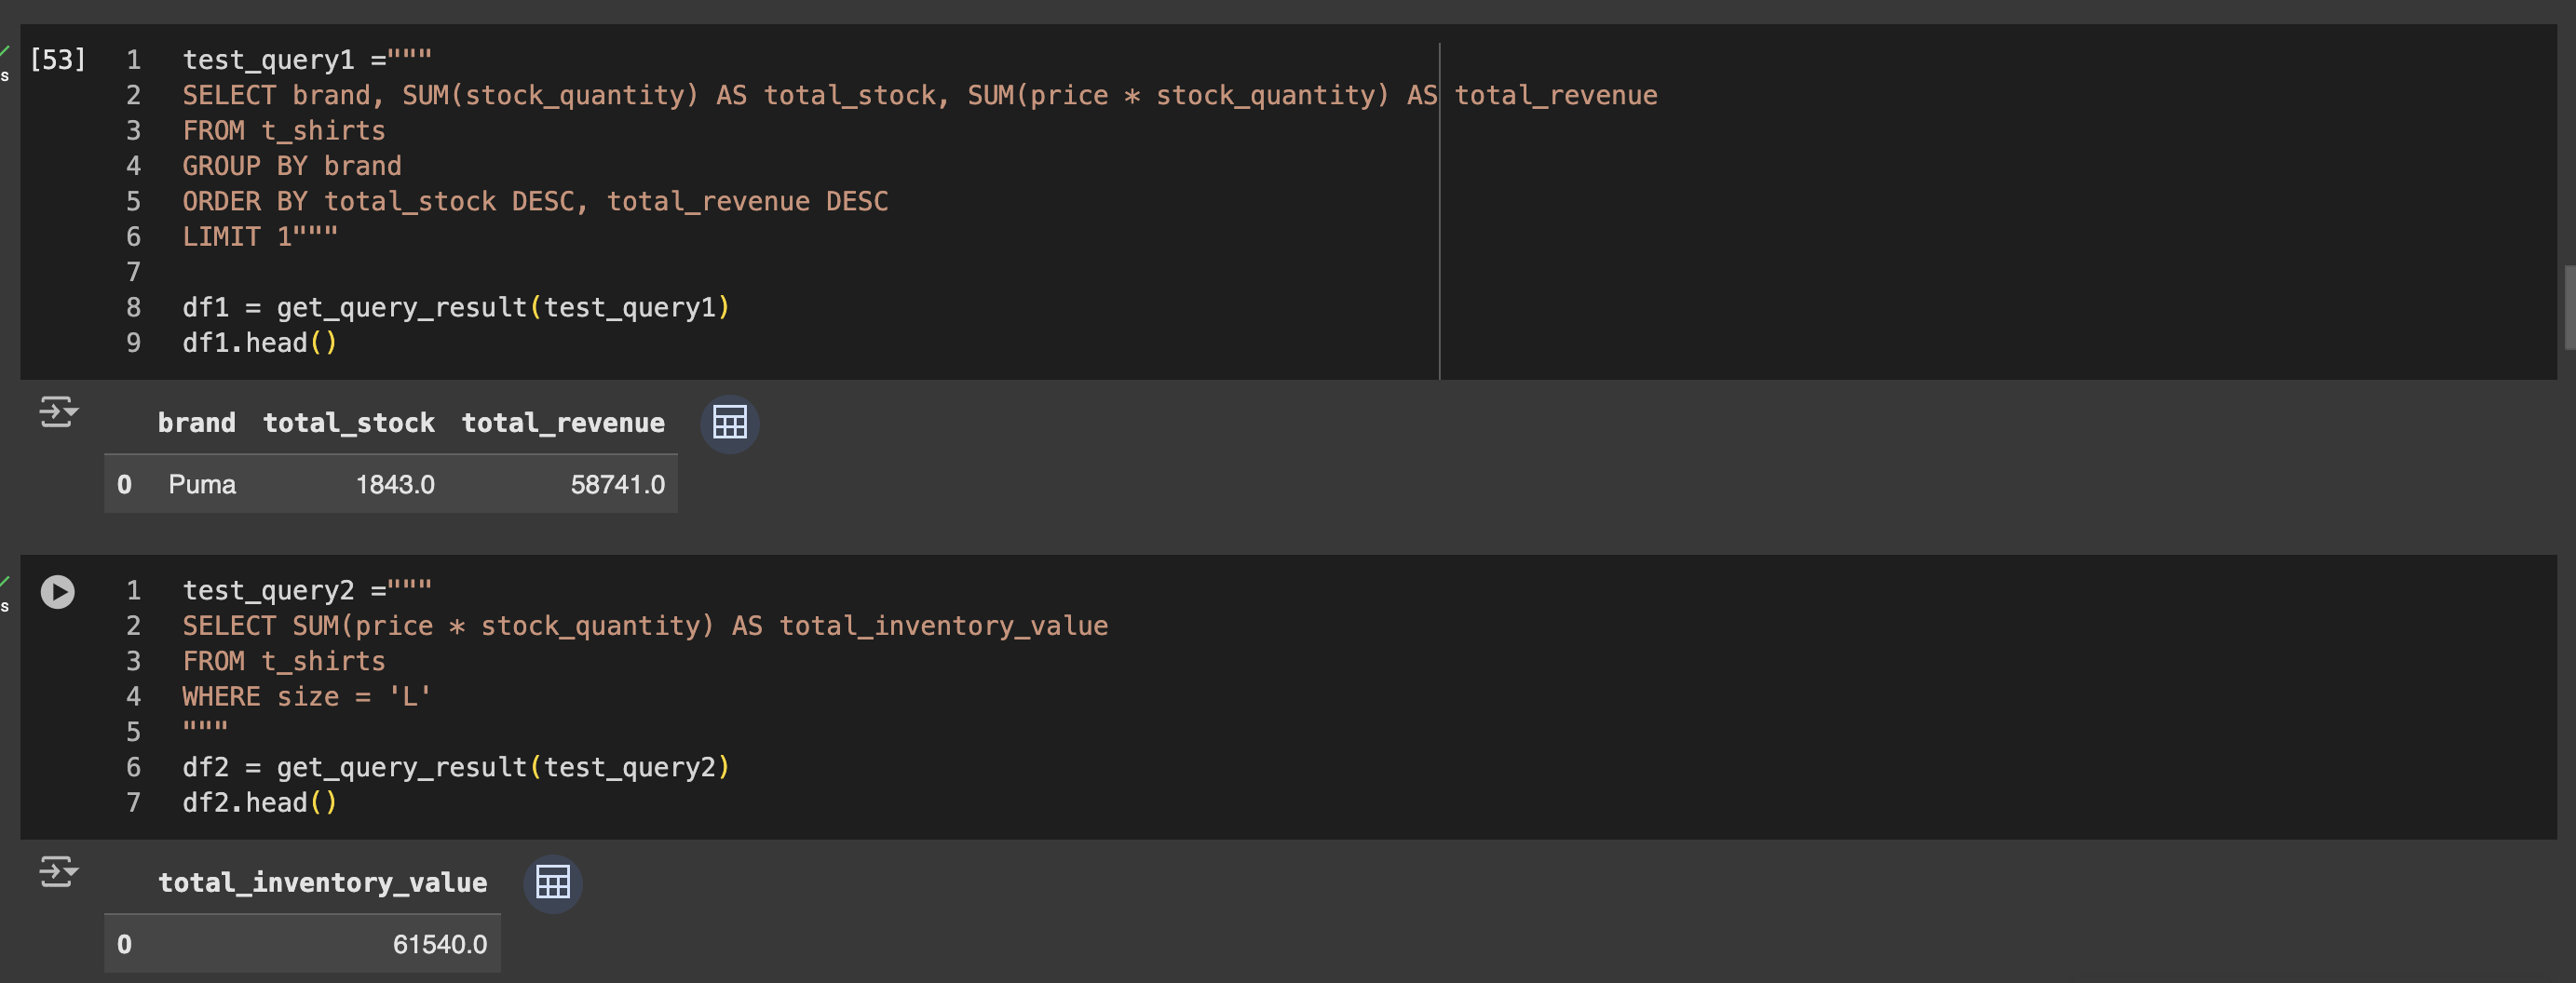 [53]
s
1 test_query1 ="""
2 SELECT brand, SUM(stock_quantity) AS total_stock, SUM(price * stock_quantity) AS total_revenue
3 FROM t_shirts
4 GROUP BY brand
5 ORDER BY total_stock DESC, total_revenue DESC
6 LIMIT 1"""
7
8 df1 = get_query_result(test_query1)
9 df1.head()
brand total_stock total_revenue
0 Puma 1843.0 58741.0
s
1 test_query2 ="""
2 SELECT SUM(price * stock_quantity) AS total_inventory_value
3 FROM t_shirts
4 WHERE size = 'L'
5 """
6 df2 = get_query_result(test_query2)
7 df2.head()
total_inventory_value
0 61540.0